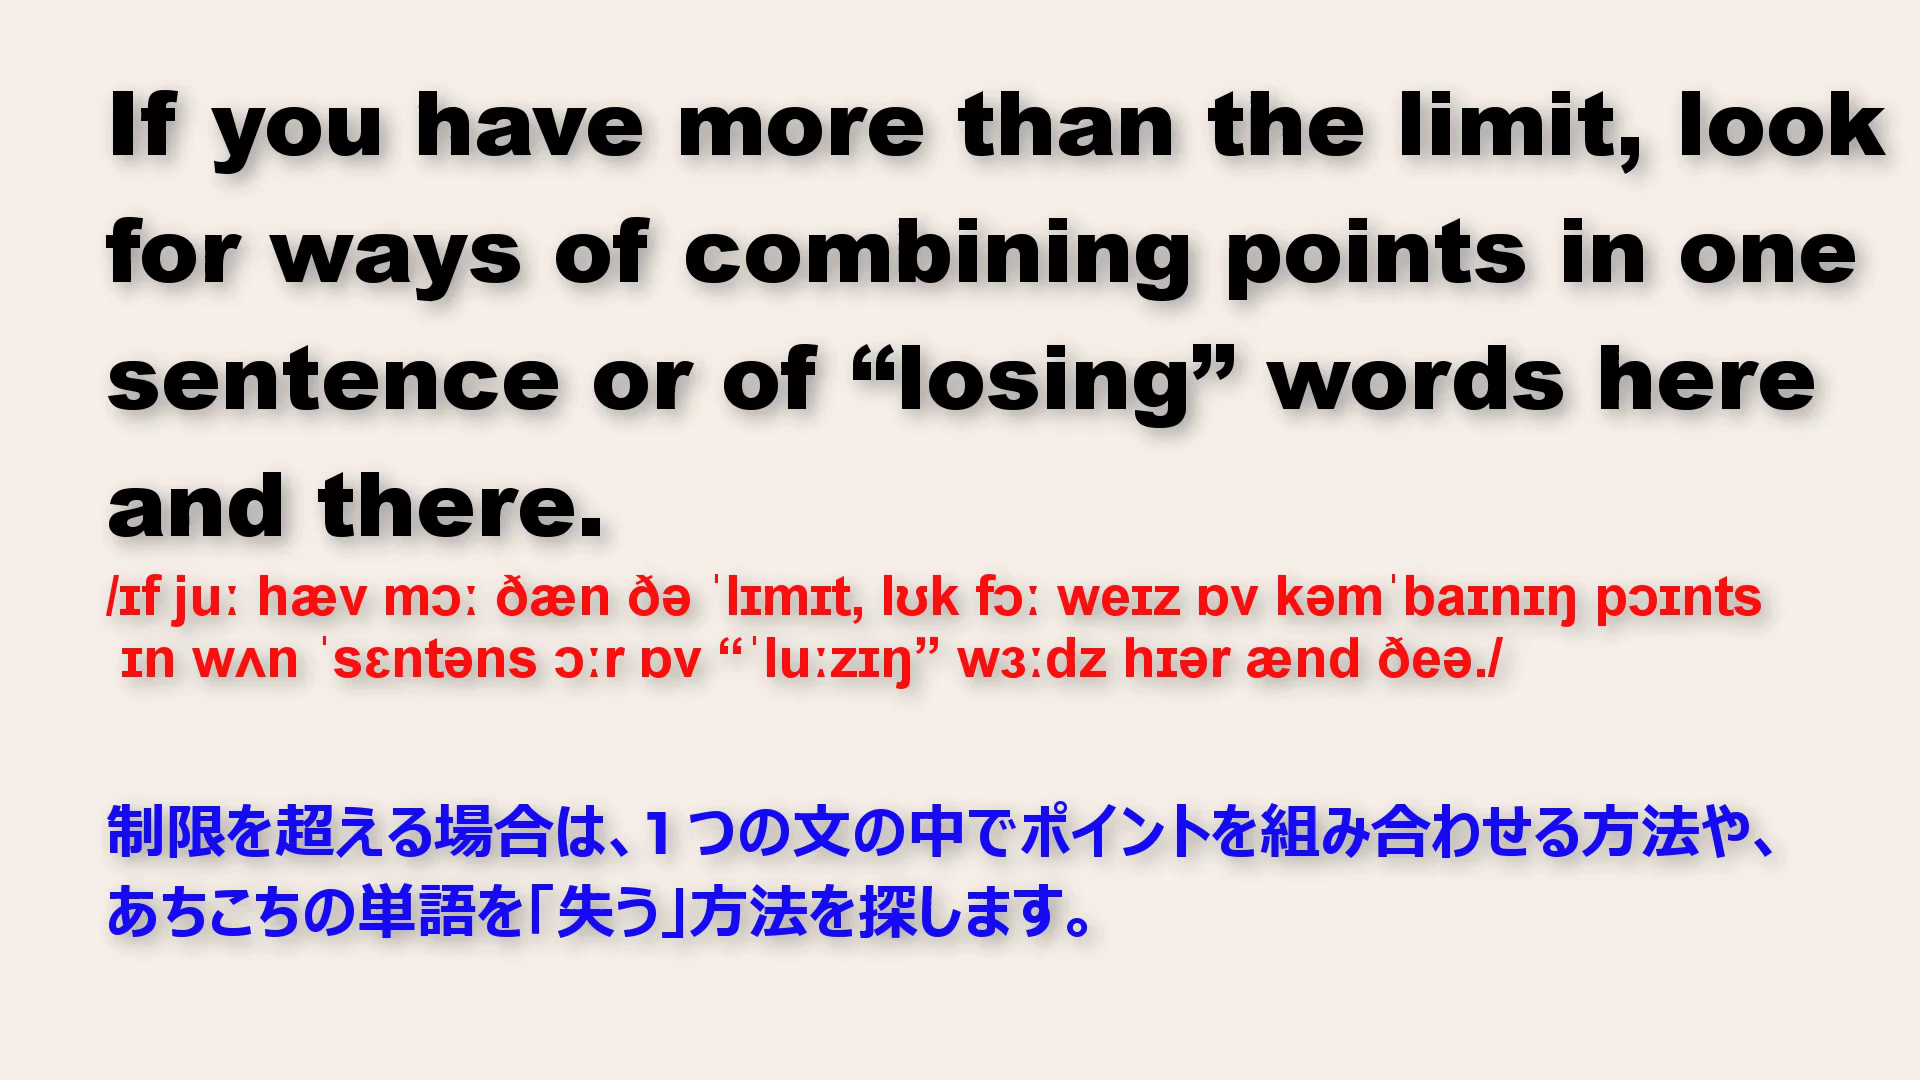 If you have more than the limit, look
for ways of combining points in one
sentence or of “losing” words here
and there.
/ɪf juː hæv mɔː ðæn ðə ˈlɪmɪt, lʊk fɔː weɪz ɒv kəmˈbaɪnɪŋ pɔɪnts
ɪn wʌn ˈsɛntəns ɔːr ɒv “ˈluːzɪŋ” wɜːdz hɪər ænd ðeə./
制限を超える場合は、1 つの文の中でポイントを組み合わせる方法や、
あちこちの単語を「失う」方法を探します。